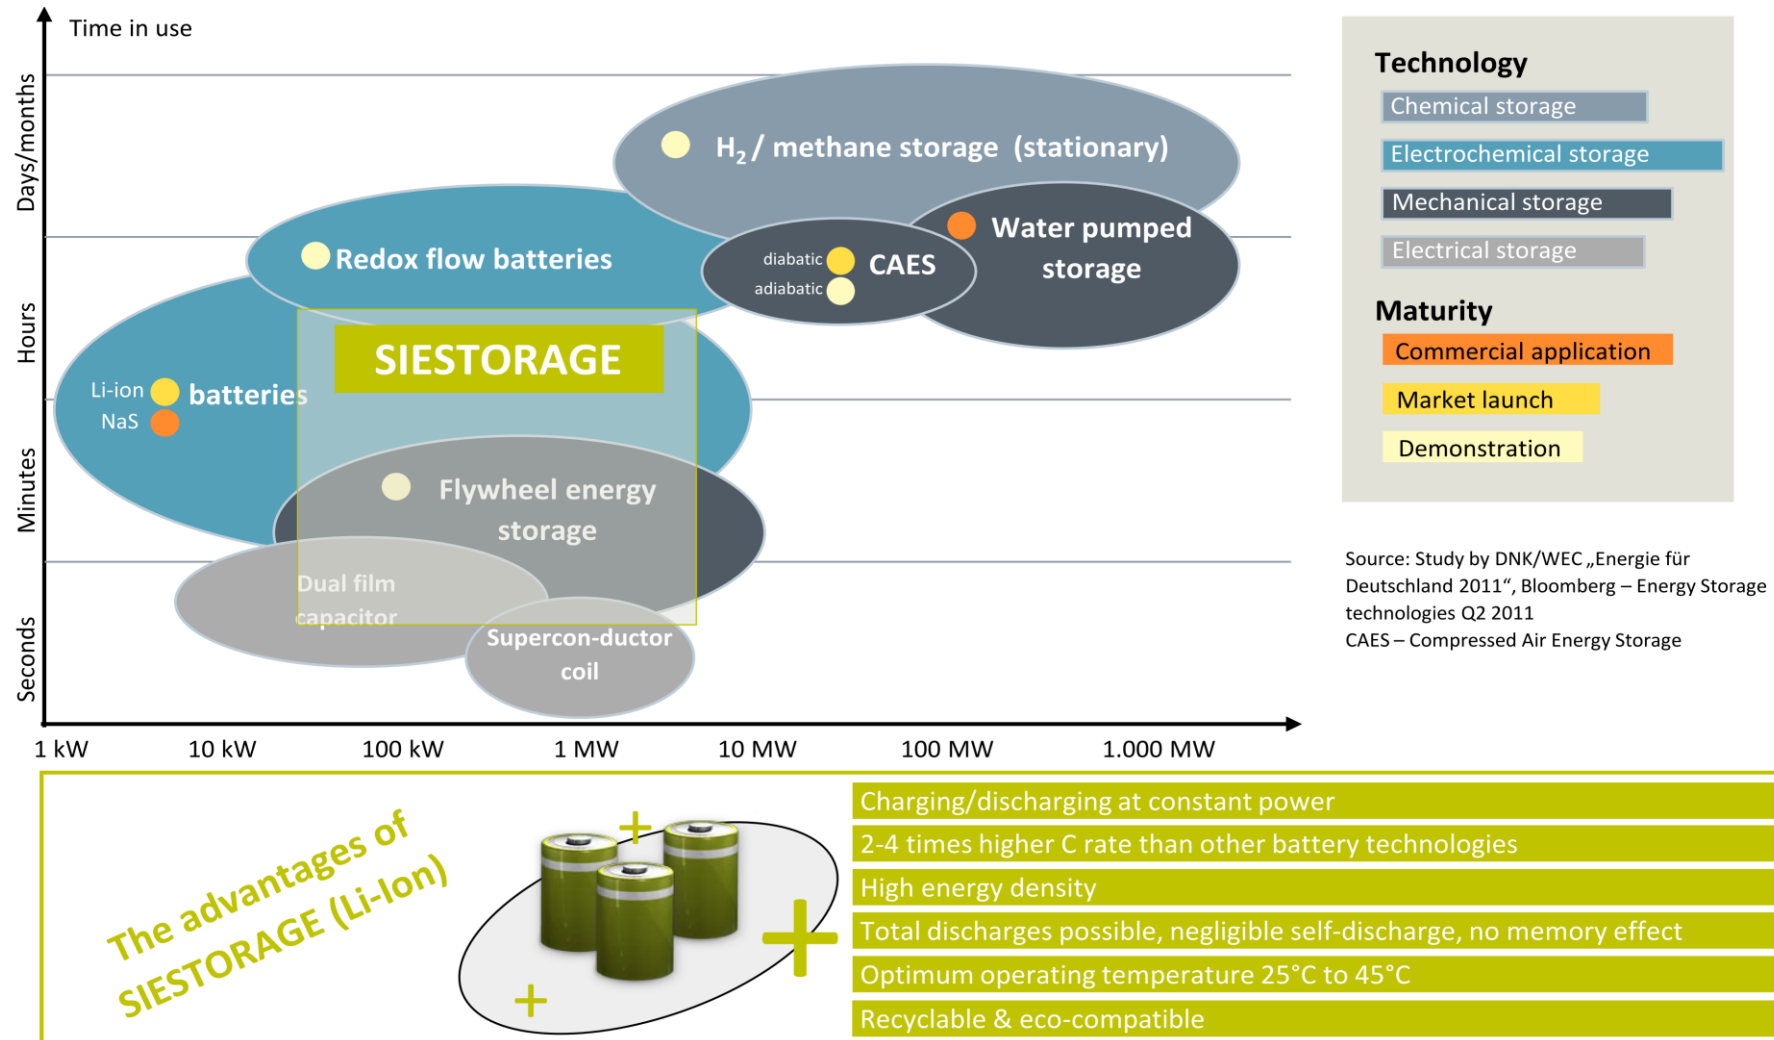 Time in use
Days/months
Hours
Minutes
Seconds
H₂ / methane storage (stationary)
Water pumped
storage
diabatic
adiabatic
CAES
Redox flow batteries
SIESTORAGE
Li-ion
NaS
batteries
Flywheel energy
storage
Dual film
capacitor
Supercon-ductor
coil
1 kW
10 kW
100 kW
1 MW
10 MW
100 MW
1.000 MW
Technology
Chemical storage
Electrochemical storage
Mechanical storage
Electrical storage
Maturity
Commercial application
Market launch
Demonstration
Source: Study by DNK/WEC „Energie für
Deutschland 2011“, Bloomberg – Energy Storage
technologies Q2 2011
CAES – Compressed Air Energy Storage
The advantages of
SIESTORAGE (Li-Ion)
Charging/discharging at constant power
2-4 times higher C rate than other battery technologies
High energy density
Total discharges possible, negligible self-discharge, no memory effect
Optimum operating temperature 25°C to 45°C
Recyclable & eco-compatible